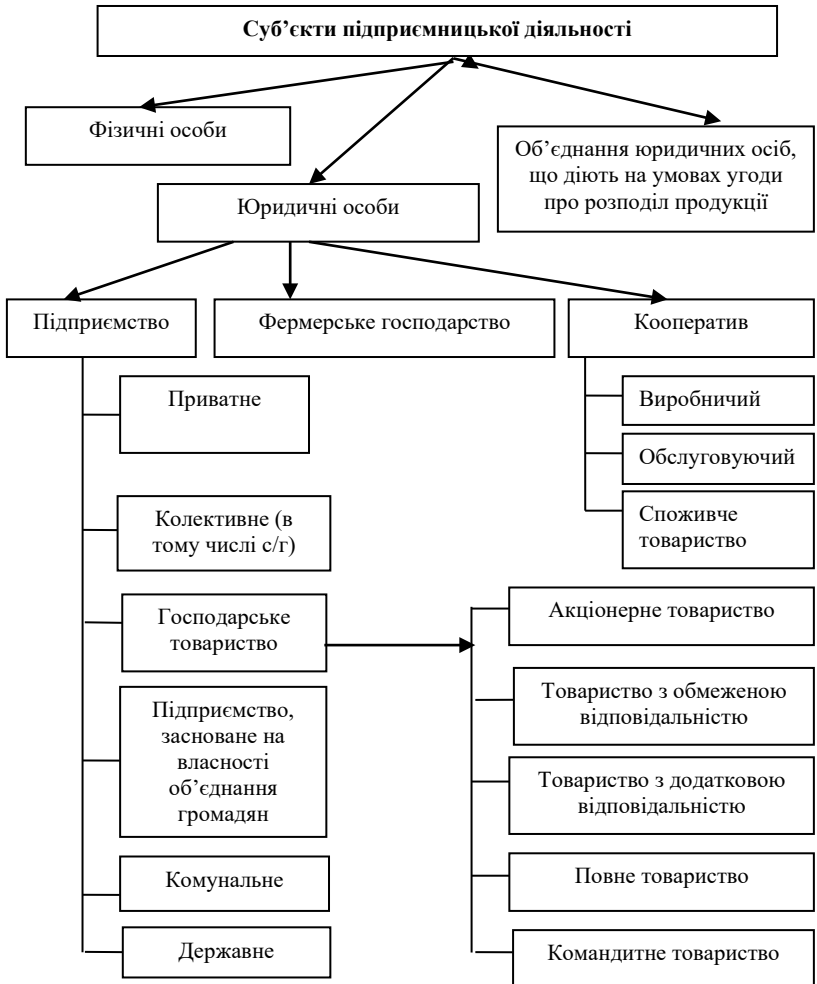 Суб’єкти підприємницької діяльності
Фізичні особи
Об’єднання юридичних осіб,
що діють на умовах угоди
про розподіл продукції
Юридичні особи
Підприємство
Фермерське господарство
Кооператив
Приватне
Колективне (в
тому числі с/г)
Господарське
товариство
Підприємство,
засноване на
власності
об’єднання
громадян
Комунальне
Державне
Виробничий
Обслуговуючий
Споживче
товариство
Акціонерне товариство
Товариство з обмеженою
відповідальністю
Товариство з додатковою
відповідальністю
Повне товариство
Командитне товариство